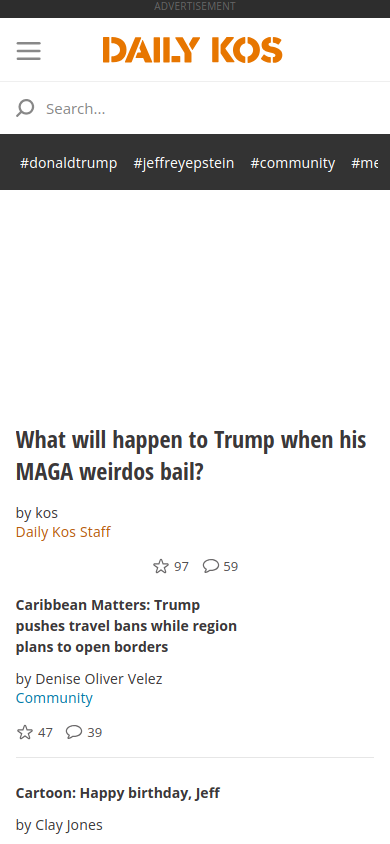 ADVERTISEMENT
DAILY KOS
Search...
#donaldtrump #jeffreyepstein #community #me
What will happen to Trump when his
MAGA weirdos bail?
by kos
Daily Kos Staff
97 59
Caribbean Matters: Trump
pushes travel bans while region
plans to open borders
by Denise Oliver Velez
Community
47 39
Cartoon: Happy birthday, Jeff
by Clay Jones